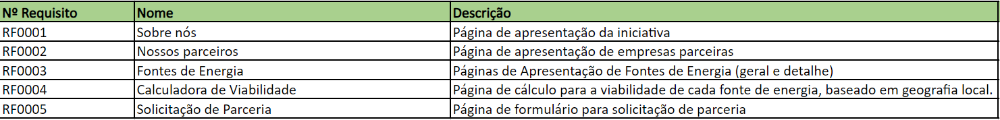 Nº Requisito Nome Descrição
RF0001 Sobre nós Página de apresentação da iniciativa
RF0002 Nossos parceiros Página de apresentação de empresas parceiras
RF0003 Fontes de Energia Páginas de Apresentação de Fontes de Energia (geral e detalhe)
RF0004 Calculadora de Viabilidade Página de cálculo para a viabilidade de cada fonte de energia, baseado em geografia local.
RF0005 Solicitação de Parceria Página de formulário para solicitação de parceria